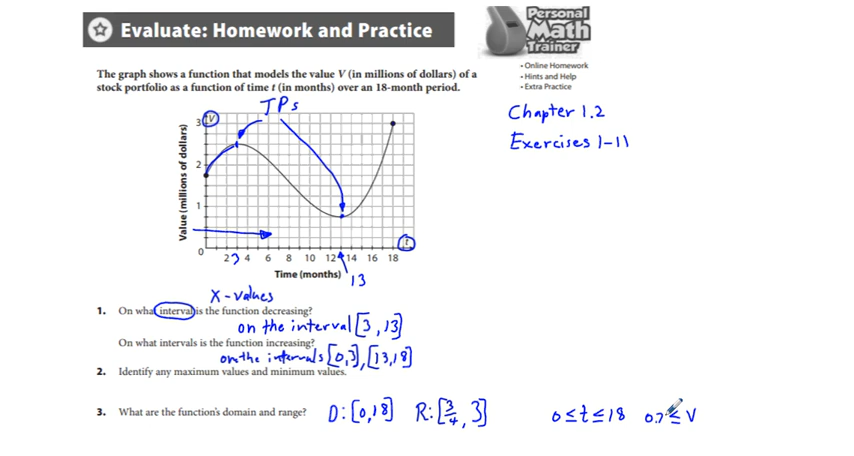 Evaluate: Homework and Practice
Personal
Math
Trainer
• Online Homework
• Hints and Help
• Extra Practice
The graph shows a function that models the value V (in millions of dollars) of a
stock portfolio as a function of time t (in months) over an 18-month period.
TPs
Chapter 1.2
Exercises 1-11
Value (millions of dollars)
3 V
2
1
0 2 3 4 6 8 10 12 14 16 18
t
Time (months)
13
X-values
1. On what interval is the function decreasing?
on the interval [3, 13]
On what intervals is the function increasing?
on the intervals [0,3], [13,18]
2. Identify any maximum values and minimum values.
3. What are the function's domain and range? D: [0,18] R: [3/4, 3] 0 ≤ t ≤ 18 0.7 ≤ V